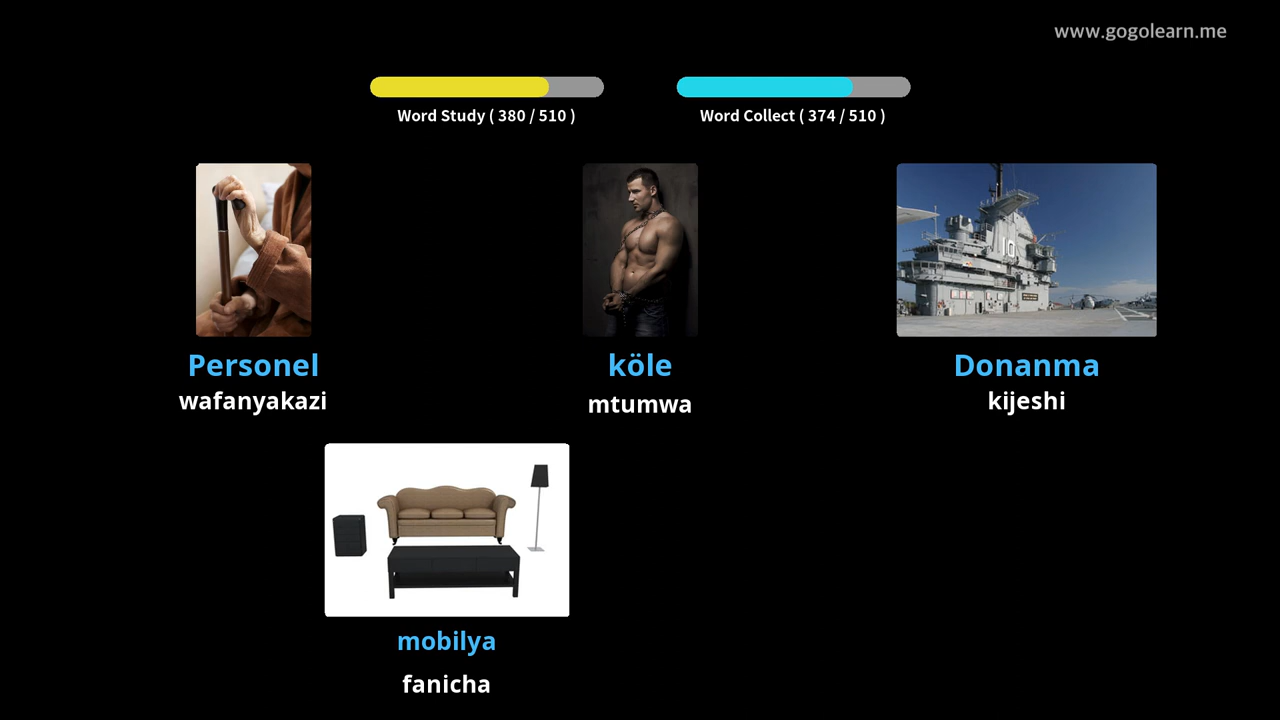 www.gogolearn.me
Word Study ( 380 / 510 )
Word Collect ( 374 / 510 )
10
Personel
köle
Donanma
wafanyakazi
mtumwa
kijeshi
mobilya
fanicha